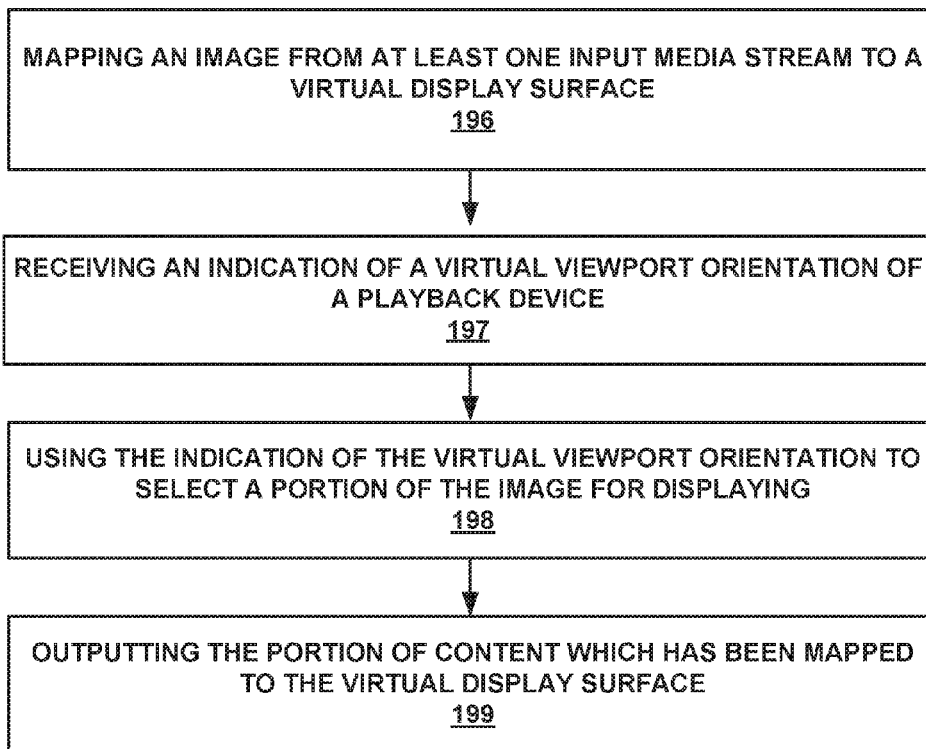 MAPPING AN IMAGE FROM AT LEAST ONE INPUT MEDIA STREAM TO A
VIRTUAL DISPLAY SURFACE
196
RECEIVING AN INDICATION OF A VIRTUAL VIEWPORT ORIENTATION OF
A PLAYBACK DEVICE
197
USING THE INDICATION OF THE VIRTUAL VIEWPORT ORIENTATION TO
SELECT A PORTION OF THE IMAGE FOR DISPLAYING
198
OUTPUTTING THE PORTION OF CONTENT WHICH HAS BEEN MAPPED
TO THE VIRTUAL DISPLAY SURFACE
199